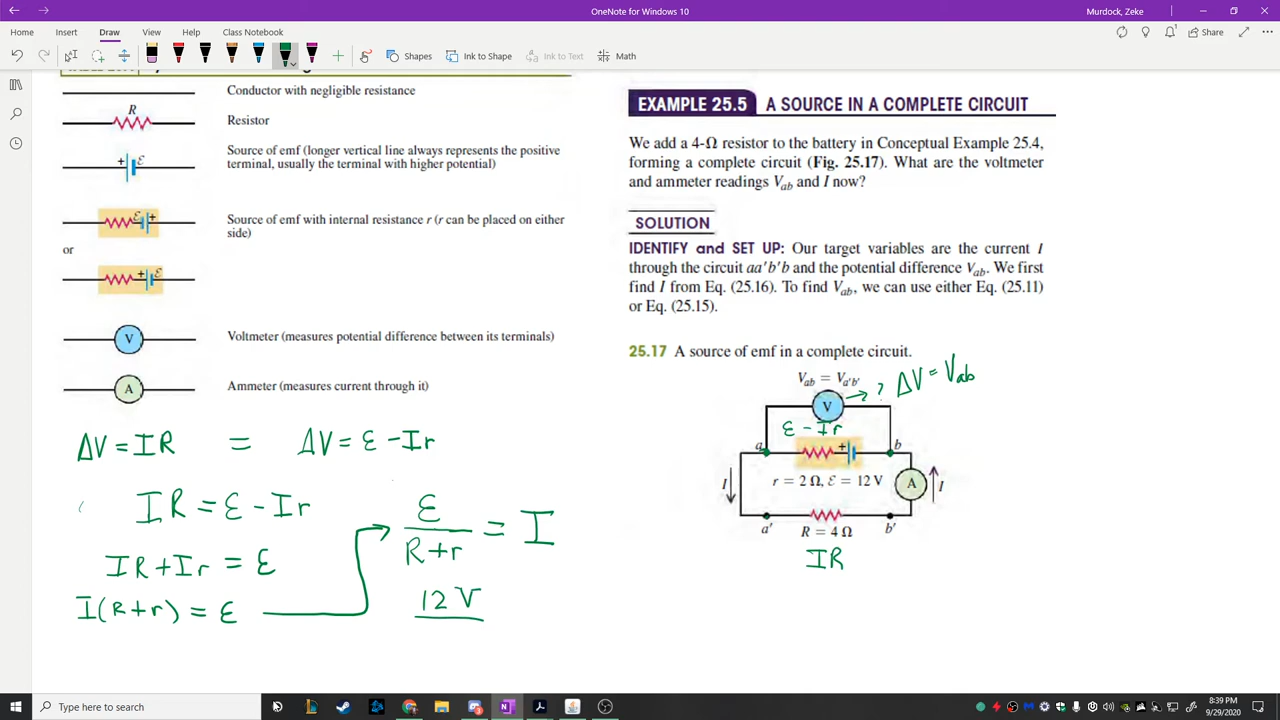 OneNote for Windows 10
Murdock, Zeke
Home Insert Draw View Help Class Notebook
Share
Shapes Ink to Shape Ink to Text Math
Conductor with negligible resistance
R
Resistor
+ ℰ
Source of emf (longer vertical line always represents the positive
terminal, usually the terminal with higher potential)
ℰ +
Source of emf with internal resistance r (r can be placed on either
side)
or
+ ℰ
V
Voltmeter (measures potential difference between its terminals)
A
Ammeter (measures current through it)
ΔV = IR = ΔV = ε - Ir
IR = ε - Ir
IR + Ir = ε
I(R+r) = ε
ε
R+r
= I
12 V
EXAMPLE 25.5 A SOURCE IN A COMPLETE CIRCUIT
We add a 4-Ω resistor to the battery in Conceptual Example 25.4,
forming a complete circuit (Fig. 25.17). What are the voltmeter
and ammeter readings Vab and I now?
SOLUTION
IDENTIFY and SET UP: Our target variables are the current I
through the circuit aa'b'b and the potential difference Vab. We first
find I from Eq. (25.16). To find Vab, we can use either Eq. (25.11)
or Eq. (25.15).
25.17 A source of emf in a complete circuit.
Vab = Va'b'
V → ? ΔV = Vab
ε - Ir
a + b
I r = 2 Ω, ℰ = 12 V A I
a' R = 4 Ω b'
IR
Type here to search
8:39 PM
9/29/2020